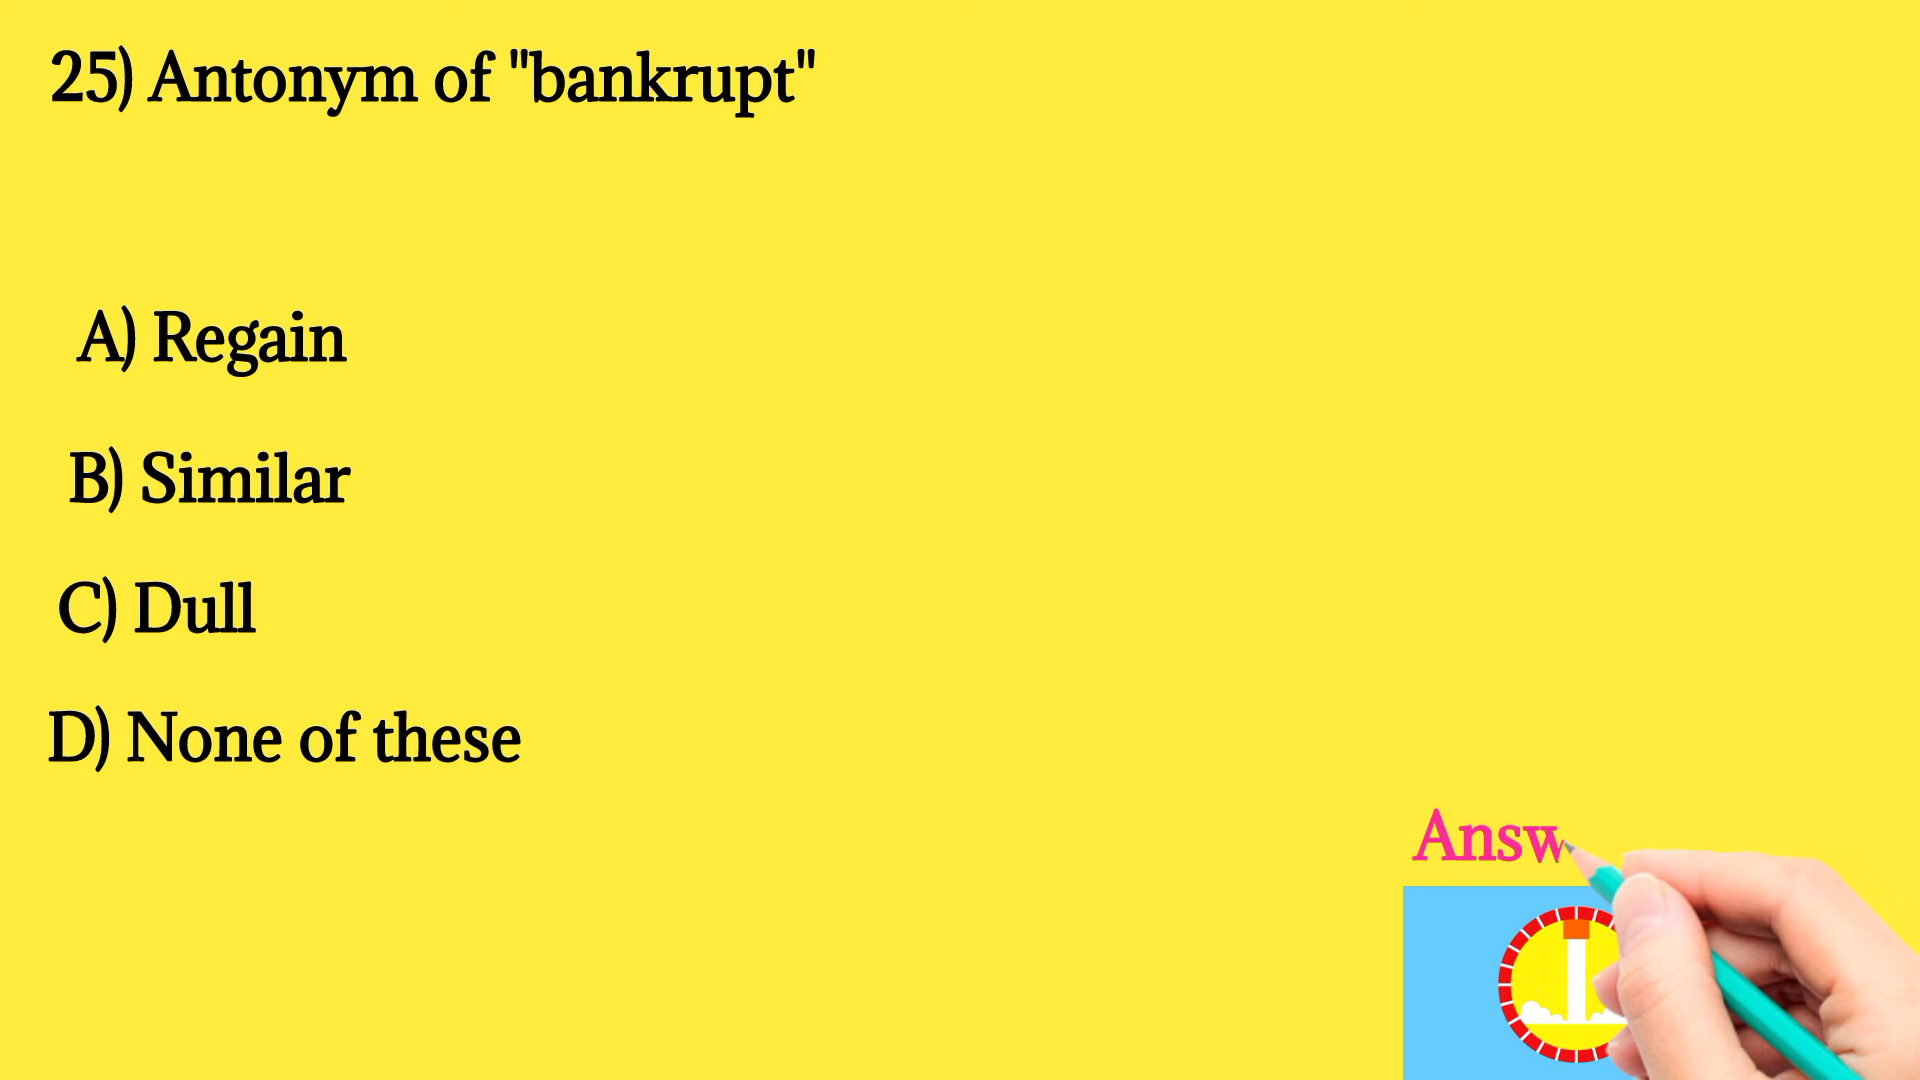 25) Antonym of "bankrupt"
A) Regain
B) Similar
C) Dull
D) None of these
Answ